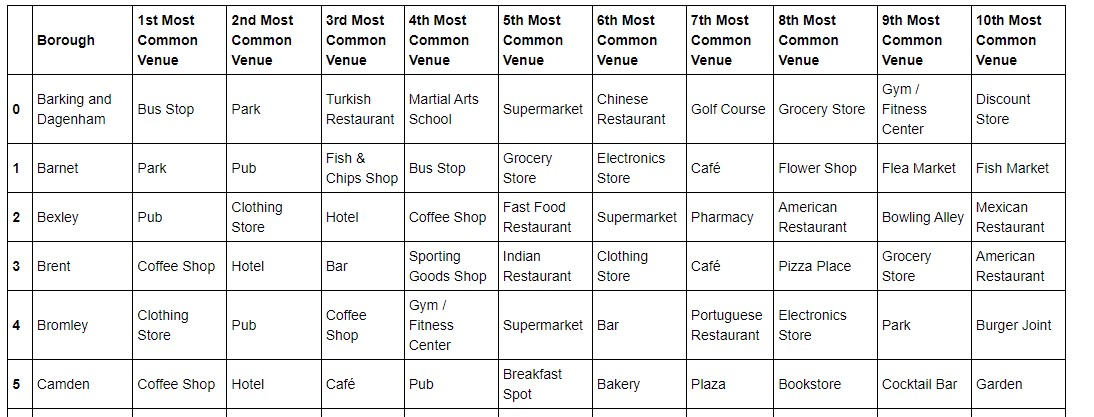 Borough 1st Most Common Venue 2nd Most Common Venue 3rd Most Common Venue 4th Most Common Venue 5th Most Common Venue 6th Most Common Venue 7th Most Common Venue 8th Most Common Venue 9th Most Common Venue 10th Most Common Venue
0 Barking and Dagenham Bus Stop Park Turkish Restaurant Martial Arts School Supermarket Chinese Restaurant Golf Course Grocery Store Gym / Fitness Center Discount Store
1 Barnet Park Pub Fish & Chips Shop Bus Stop Grocery Store Electronics Store Café Flower Shop Flea Market Fish Market
2 Bexley Pub Clothing Store Hotel Coffee Shop Fast Food Restaurant Supermarket Pharmacy American Restaurant Bowling Alley Mexican Restaurant
3 Brent Coffee Shop Hotel Bar Sporting Goods Shop Indian Restaurant Clothing Store Café Pizza Place Grocery Store American Restaurant
4 Bromley Clothing Store Pub Coffee Shop Gym / Fitness Center Supermarket Bar Portuguese Restaurant Electronics Store Park Burger Joint
5 Camden Coffee Shop Hotel Café Pub Breakfast Spot Bakery Plaza Bookstore Cocktail Bar Garden